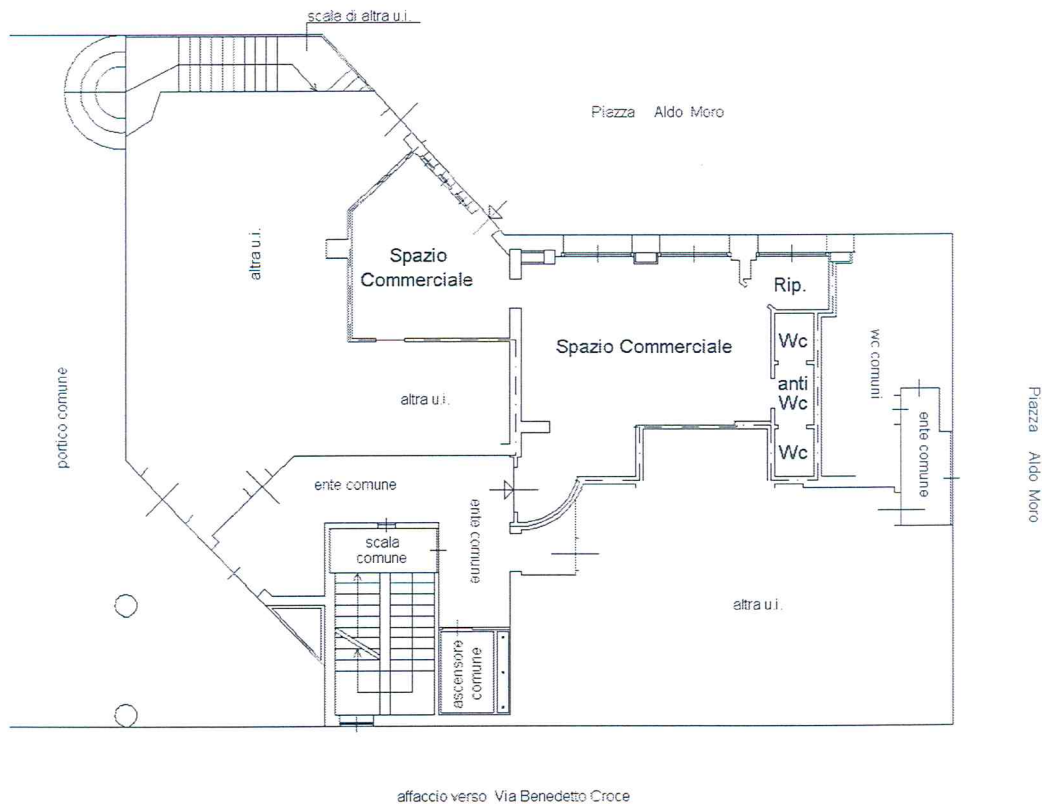 scala di altra u.i.
Piazza Aldo Moro
altra u.i.
Spazio
Commerciale
Rip.
Spazio Commerciale
Wc
anti
Wc
Wc
wc comuni
ente comune
Piazza Aldo Moro
portico comune
altra u.i.
ente comune
ente comune
scala
comune
altra u.i.
ascensore
comune
affaccio verso Via Benedetto Croce